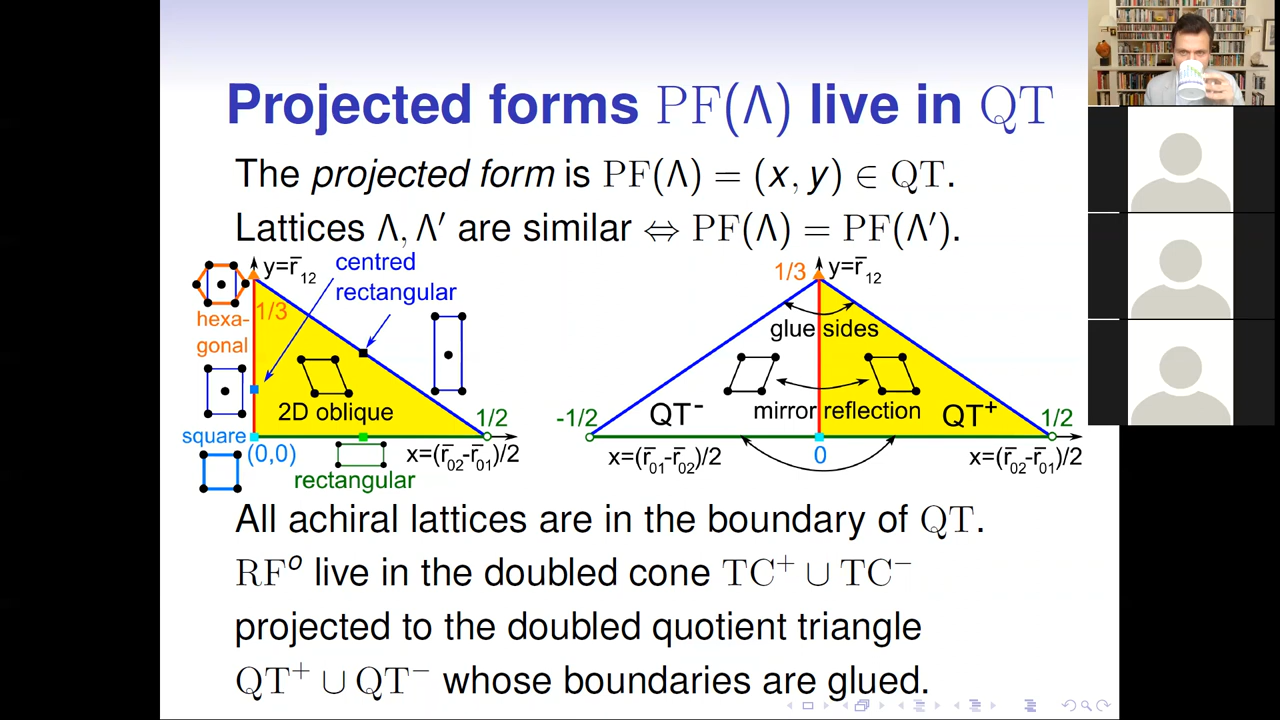 Projected forms PF(Λ) live in QT
The projected form is PF(Λ) = (x, y) ∈ QT.
Lattices Λ, Λ′ are similar ⇔ PF(Λ) = PF(Λ′).
y=r̅₁₂
centred
rectangular
1/3
hexa-
gonal
2D oblique
1/2
square
(0,0)
x=(r̅₀₂-r̅₀₁)/2
rectangular
1/3
y=r̅₁₂
glue sides
mirror reflection
-1/2
QT⁻
QT⁺
1/2
x=(r̅₀₁-r̅₀₂)/2
0
x=(r̅₀₂-r̅₀₁)/2
All achiral lattices are in the boundary of QT.
RFᵒ live in the doubled cone TC⁺ ∪ TC⁻
projected to the doubled quotient triangle
QT⁺ ∪ QT⁻ whose boundaries are glued.